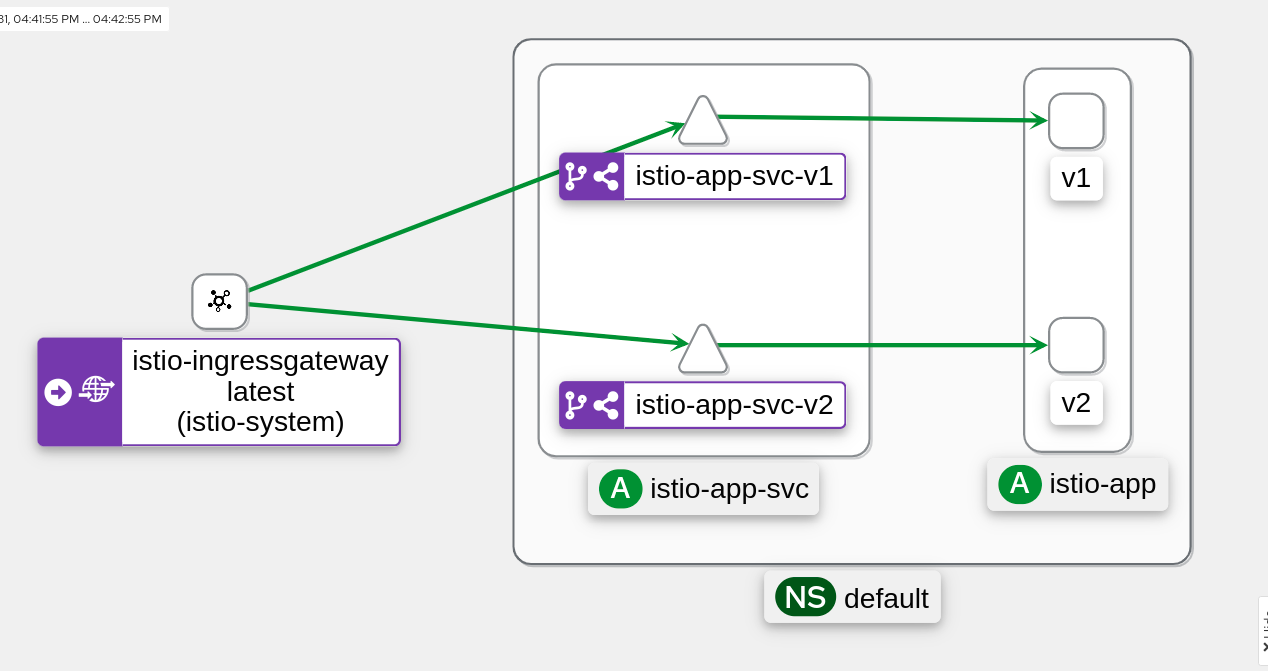 31, 04:41:55 PM ... 04:42:55 PM
istio-app-svc-v1
v1
istio-ingressgateway
latest
(istio-system)
istio-app-svc-v2
v2
A istio-app-svc
A istio-app
NS default